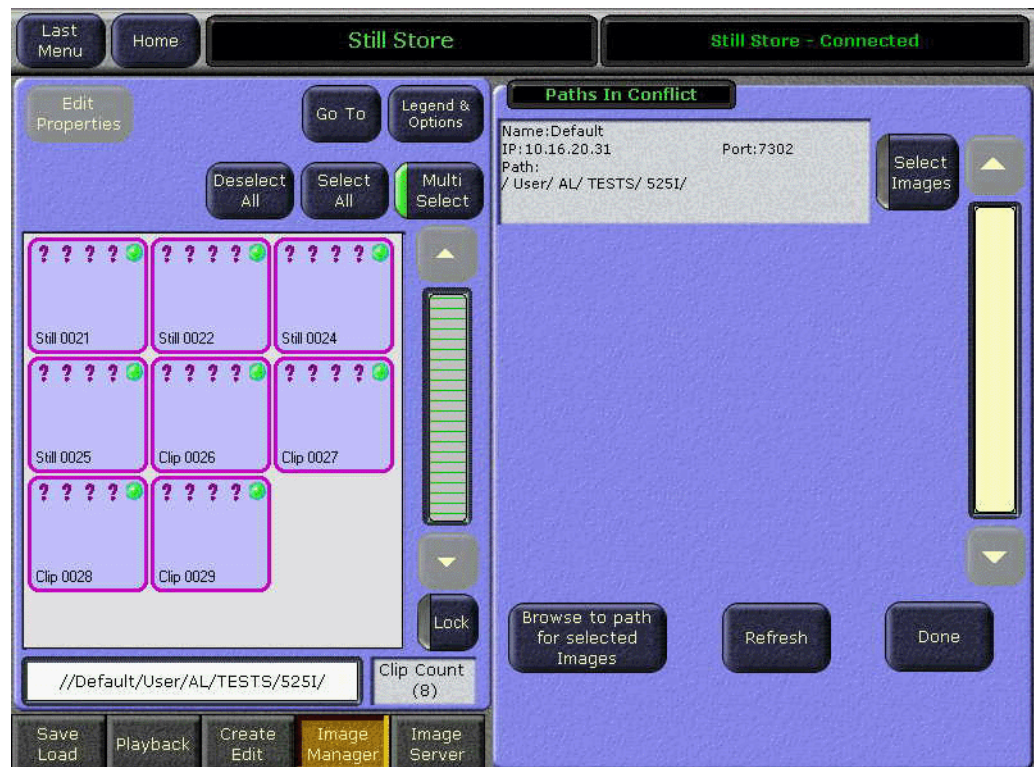 Last
Menu
Home
Still Store
Still Store - Connected
Edit
Properties
Go To
Legend &
Options
Deselect
All
Select
All
Multi
Select
? ? ? ?
? ? ? ?
? ? ? ?
Still 0021
Still 0022
Still 0024
? ? ? ?
? ? ? ?
? ? ? ?
Still 0025
Clip 0026
Clip 0027
? ? ? ?
? ? ? ?
Clip 0028
Clip 0029
Lock
//Default/User/AL/TESTS/525I/
Clip Count
(8)
Paths In Conflict
Name:Default
IP:10.16.20.31 Port:7302
Path:
/ User/ AL/ TESTS/ 525I/
Select
Images
Browse to path
for selected
Images
Refresh
Done
Save
Load
Playback
Create
Edit
Image
Manager
Image
Server